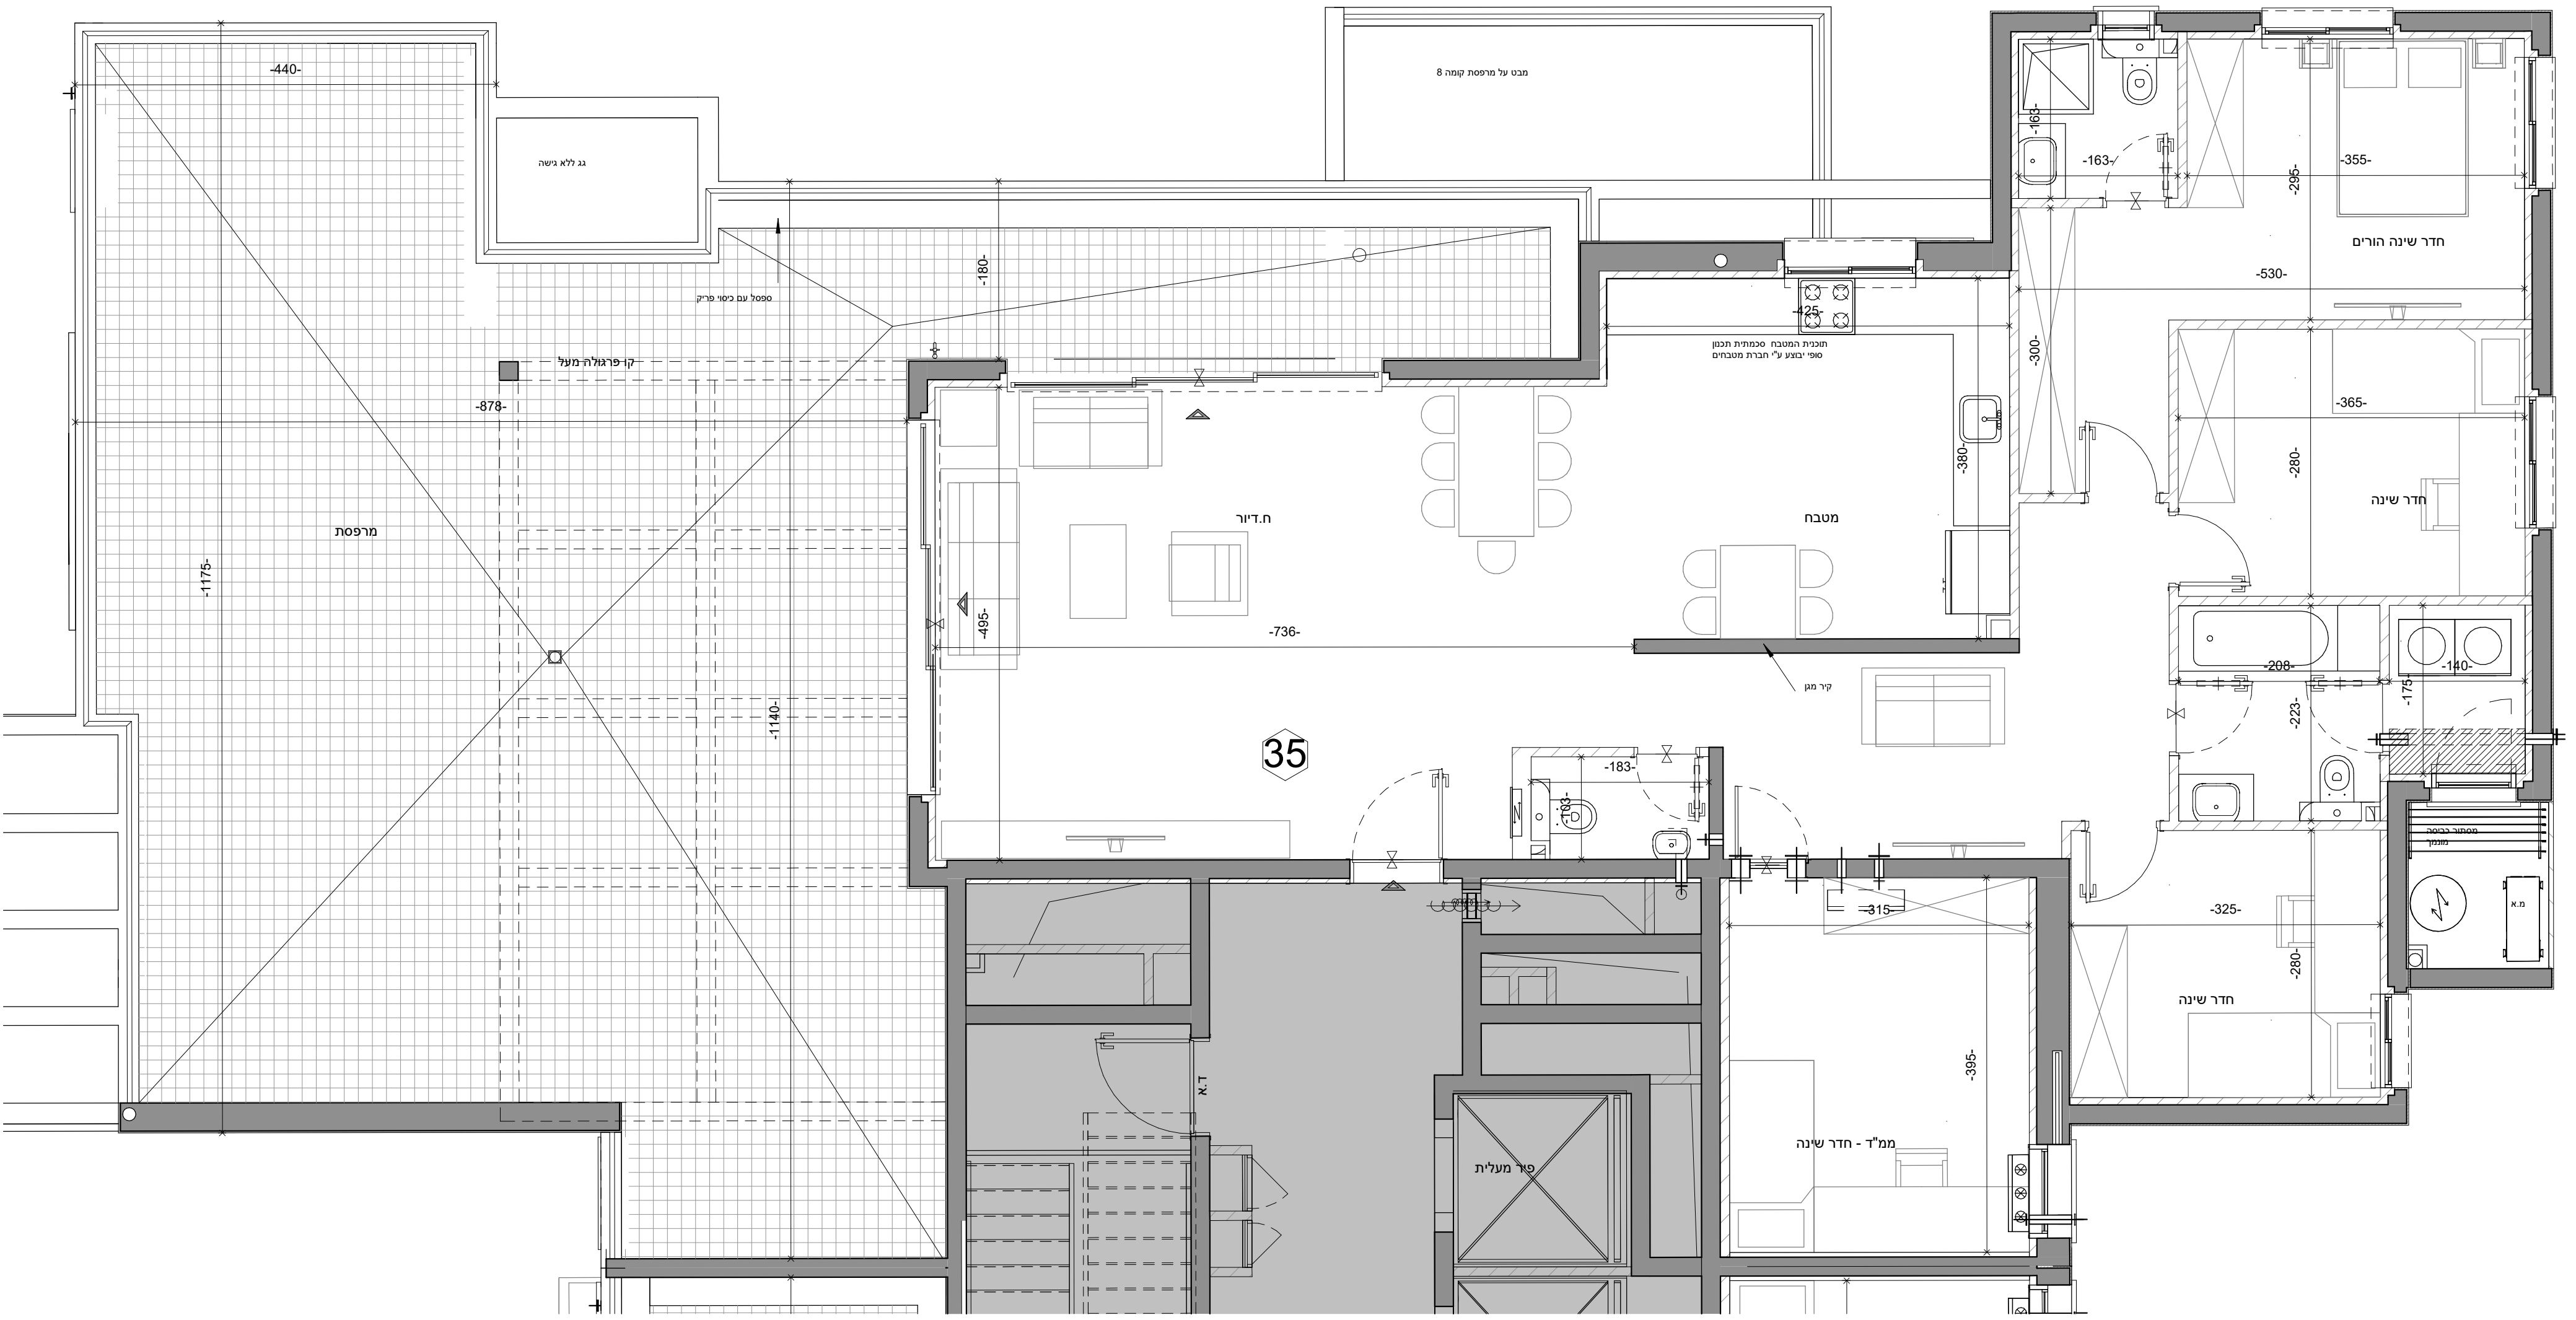 -440-
מבט על מרפסת קומה 8
גג ללא גישה
-163-
-163-
-355-
-295-
חדר שינה הורים
-530-
-180-
ספסל עם כיסוי פריק
-425-
תוכנית המטבח סכמתית תכנון
סופי יבוצע ע"י חברת מטבחים
-300-
קו פרגולה מעל
-878-
-365-
-380-
-280-
חדר שינה
מרפסת
ח.דיור
מטבח
-1175-
-495-
-736-
קיר מגן
-208-
-140-
-175-
-223-
-1140-
35
-183-
-103-
מסתור כביסה
מונמך
מ.א
-315-
-325-
-280-
חדר שינה
-395-
ד.א
ממ"ד - חדר שינה
פיר מעלית